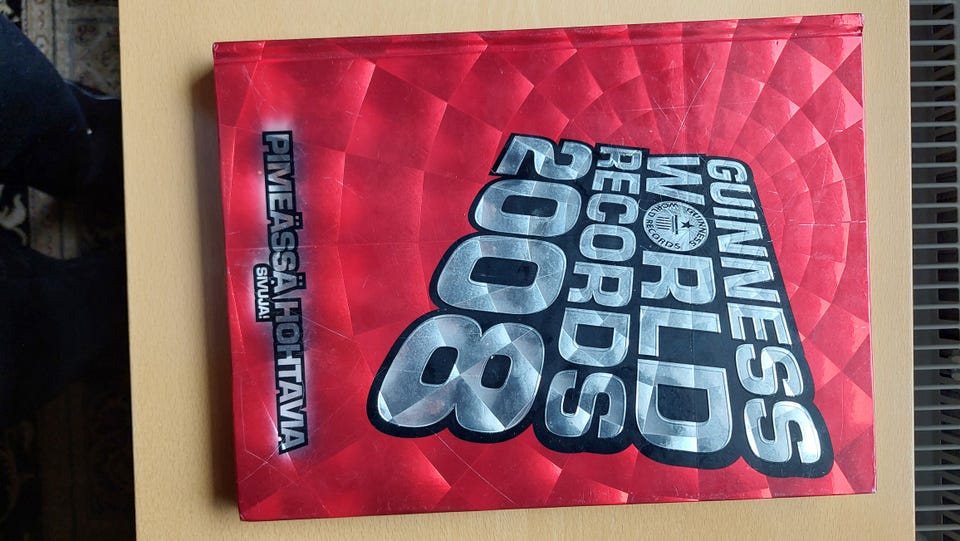 GUINNESS
WORLD
RECORDS
2008
GUINNESS
WORLD RECORDS
PIMEÄSSÄ HOHTAVIA
SIVUJA!